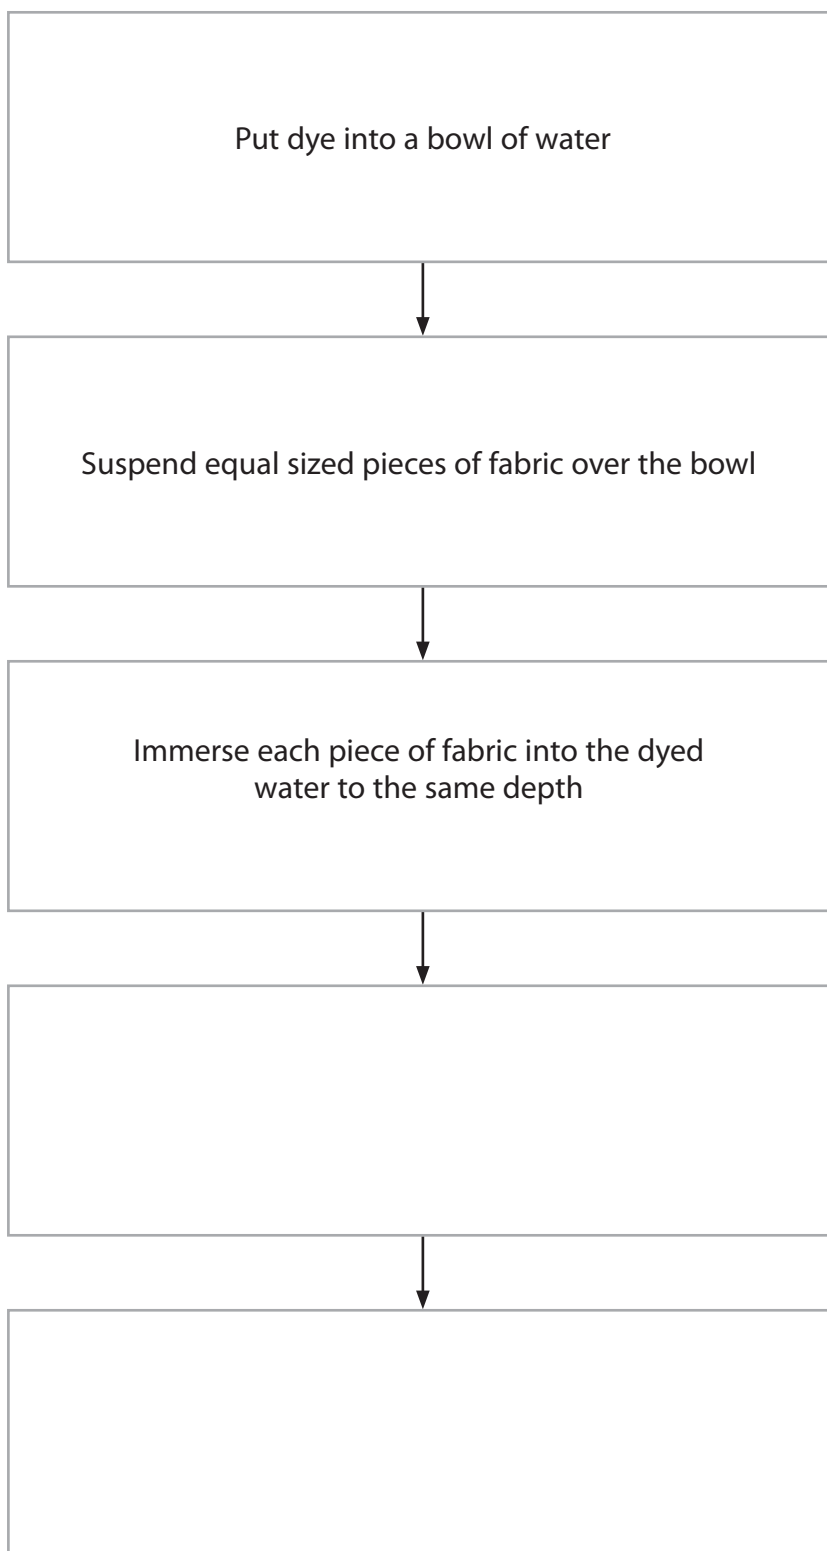 Put dye into a bowl of water
Suspend equal sized pieces of fabric over the bowl
Immerse each piece of fabric into the dyed
water to the same depth